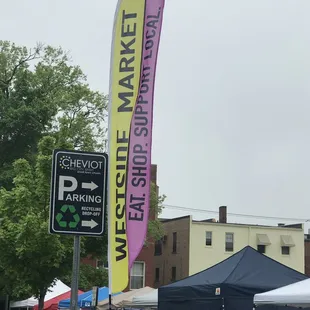 CHEVIOT
P
PARKING
RECYCLING
DROP-OFF
WESTSIDE MARKET
EAT. SHOP. SUPPORT LOCAL.